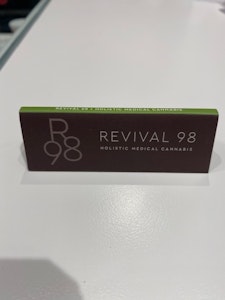 REVIVAL 98 • HOLISTIC MEDICAL CANNABIS
R
98
REVIVAL 98
HOLISTIC MEDICAL CANNABIS